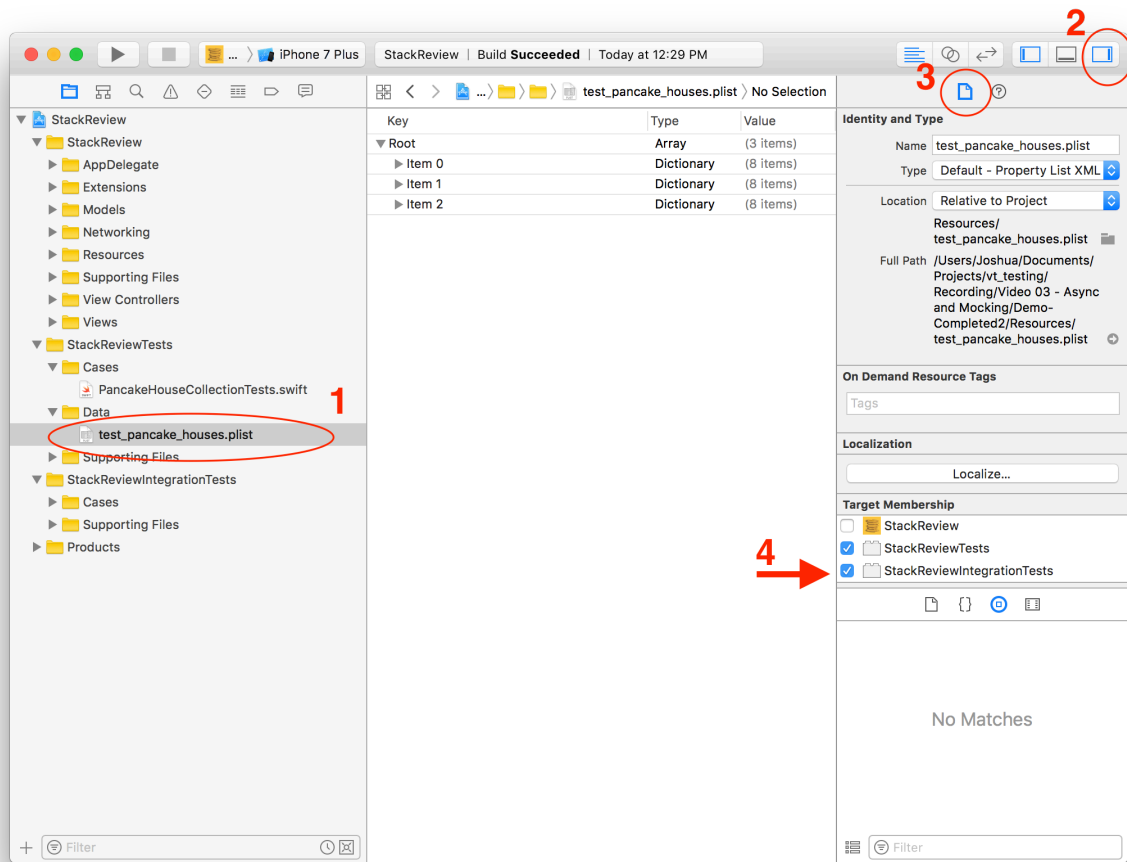 2
... iPhone 7 Plus
StackReview | Build Succeeded | Today at 12:29 PM
3
... test_pancake_houses.plist No Selection
StackReview
StackReview
AppDelegate
Extensions
Models
Networking
Resources
Supporting Files
View Controllers
Views
StackReviewTests
Cases
PancakeHouseCollectionTests.swift
1
Data
test_pancake_houses.plist
Supporting Files
StackReviewIntegrationTests
Cases
Supporting Files
Products
Filter
Key Type Value
Root Array (3 items)
Item 0 Dictionary (8 items)
Item 1 Dictionary (8 items)
Item 2 Dictionary (8 items)
Identity and Type
Name test_pancake_houses.plist
Type Default - Property List XML
Location Relative to Project
Resources/
test_pancake_houses.plist
Full Path /Users/Joshua/Documents/
Projects/vt_testing/
Recording/Video 03 - Async
and Mocking/Demo-
Completed2/Resources/
test_pancake_houses.plist
On Demand Resource Tags
Tags
Localization
Localize...
Target Membership
StackReview
StackReviewTests
4
StackReviewIntegrationTests
{}
No Matches
Filter